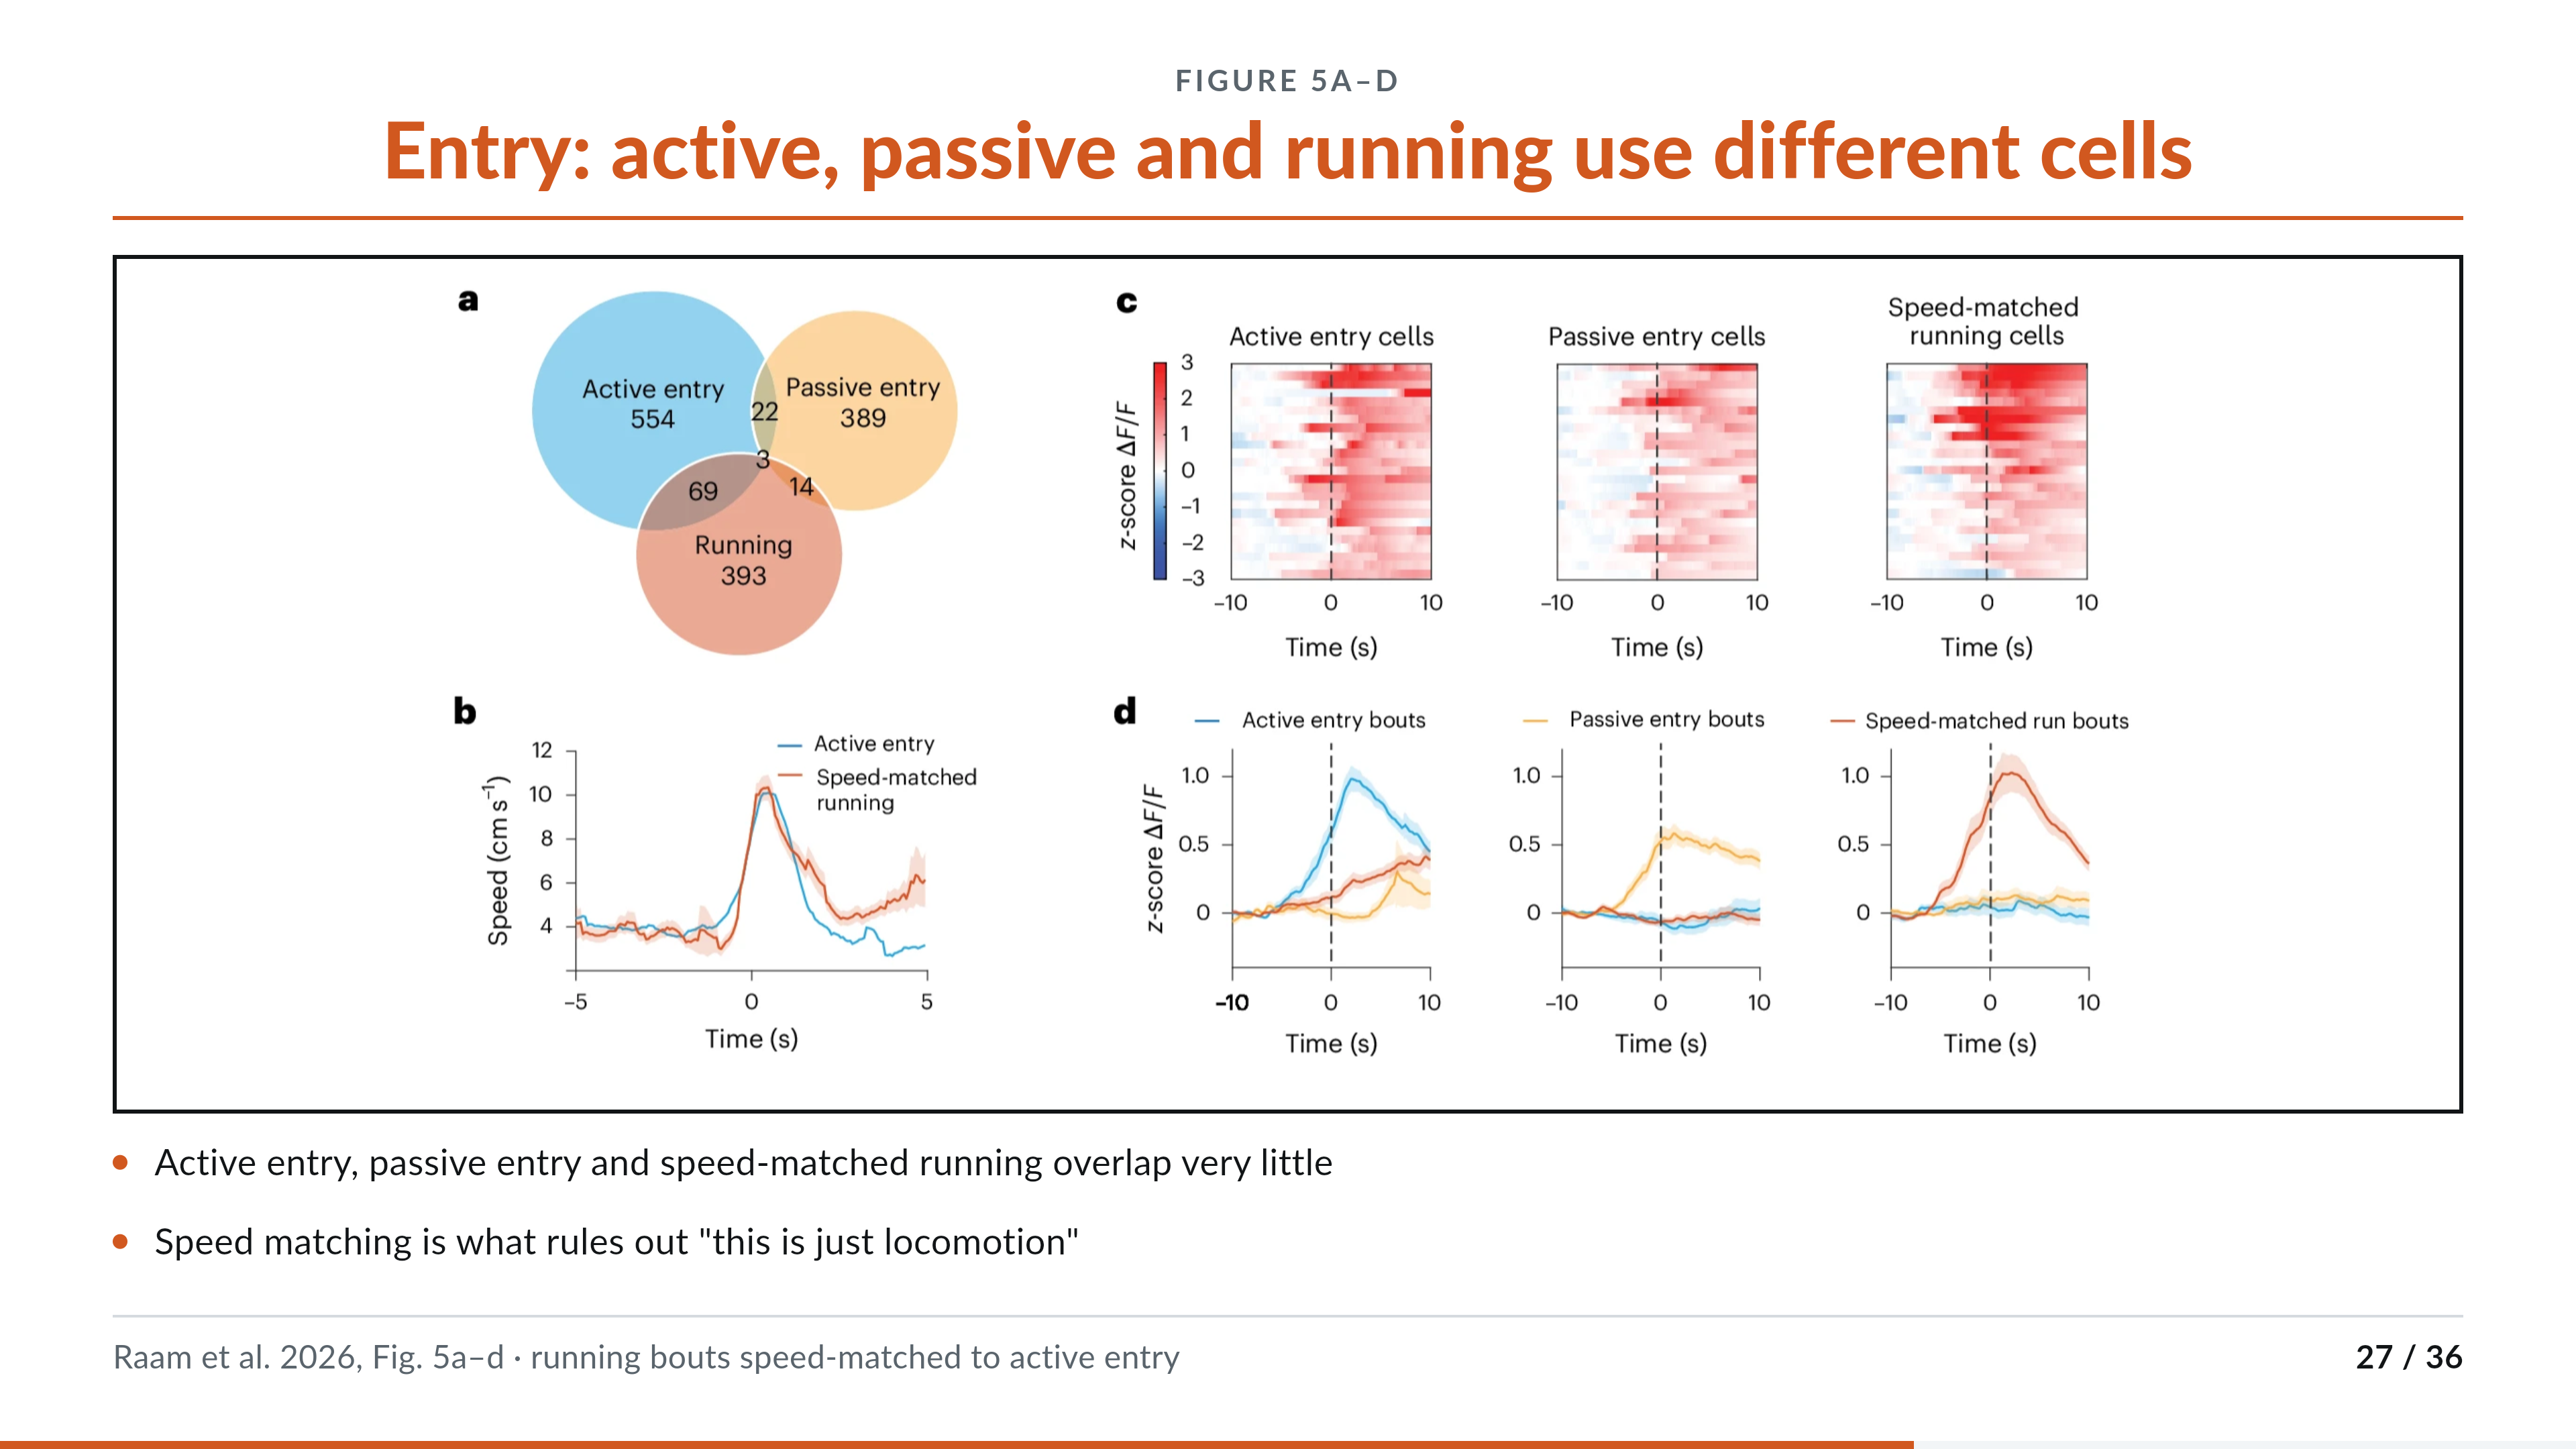 FIGURE 5A–D
Entry: active, passive and running use different cells
a
Active entry
554
22
Passive entry
389
3
69
14
Running
393
b
Speed (cm s⁻¹)
12
10
8
6
4
Active entry
Speed-matched
running
–5
0
5
Time (s)
c
z-score ΔF/F
3
2
1
0
–1
–2
–3
Active entry cells
–10
0
10
Time (s)
Passive entry cells
–10
0
10
Time (s)
Speed-matched
running cells
–10
0
10
Time (s)
d
z-score ΔF/F
Active entry bouts
1.0
0.5
0
–10
0
10
Time (s)
Passive entry bouts
1.0
0.5
0
–10
0
10
Time (s)
Speed-matched run bouts
1.0
0.5
0
–10
0
10
Time (s)
• Active entry, passive entry and speed-matched running overlap very little
• Speed matching is what rules out "this is just locomotion"
Raam et al. 2026, Fig. 5a–d · running bouts speed-matched to active entry
27 / 36